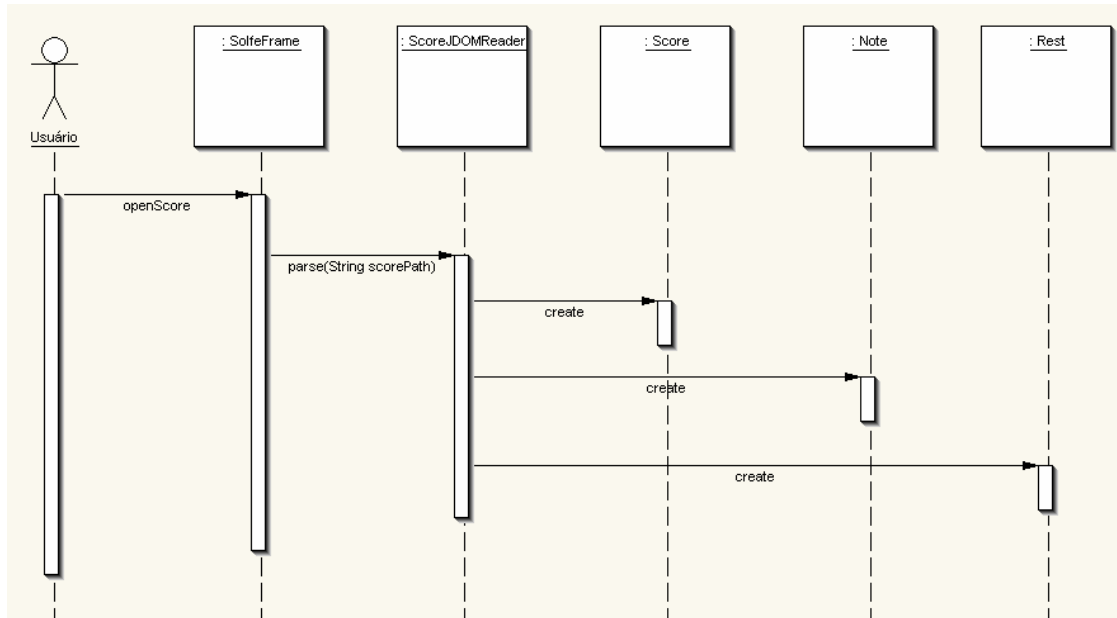 : SolfeFrame
: ScoreJDOMReader
: Score
: Note
: Rest
Usuário
openScore
parse(String scorePath)
create
create
create